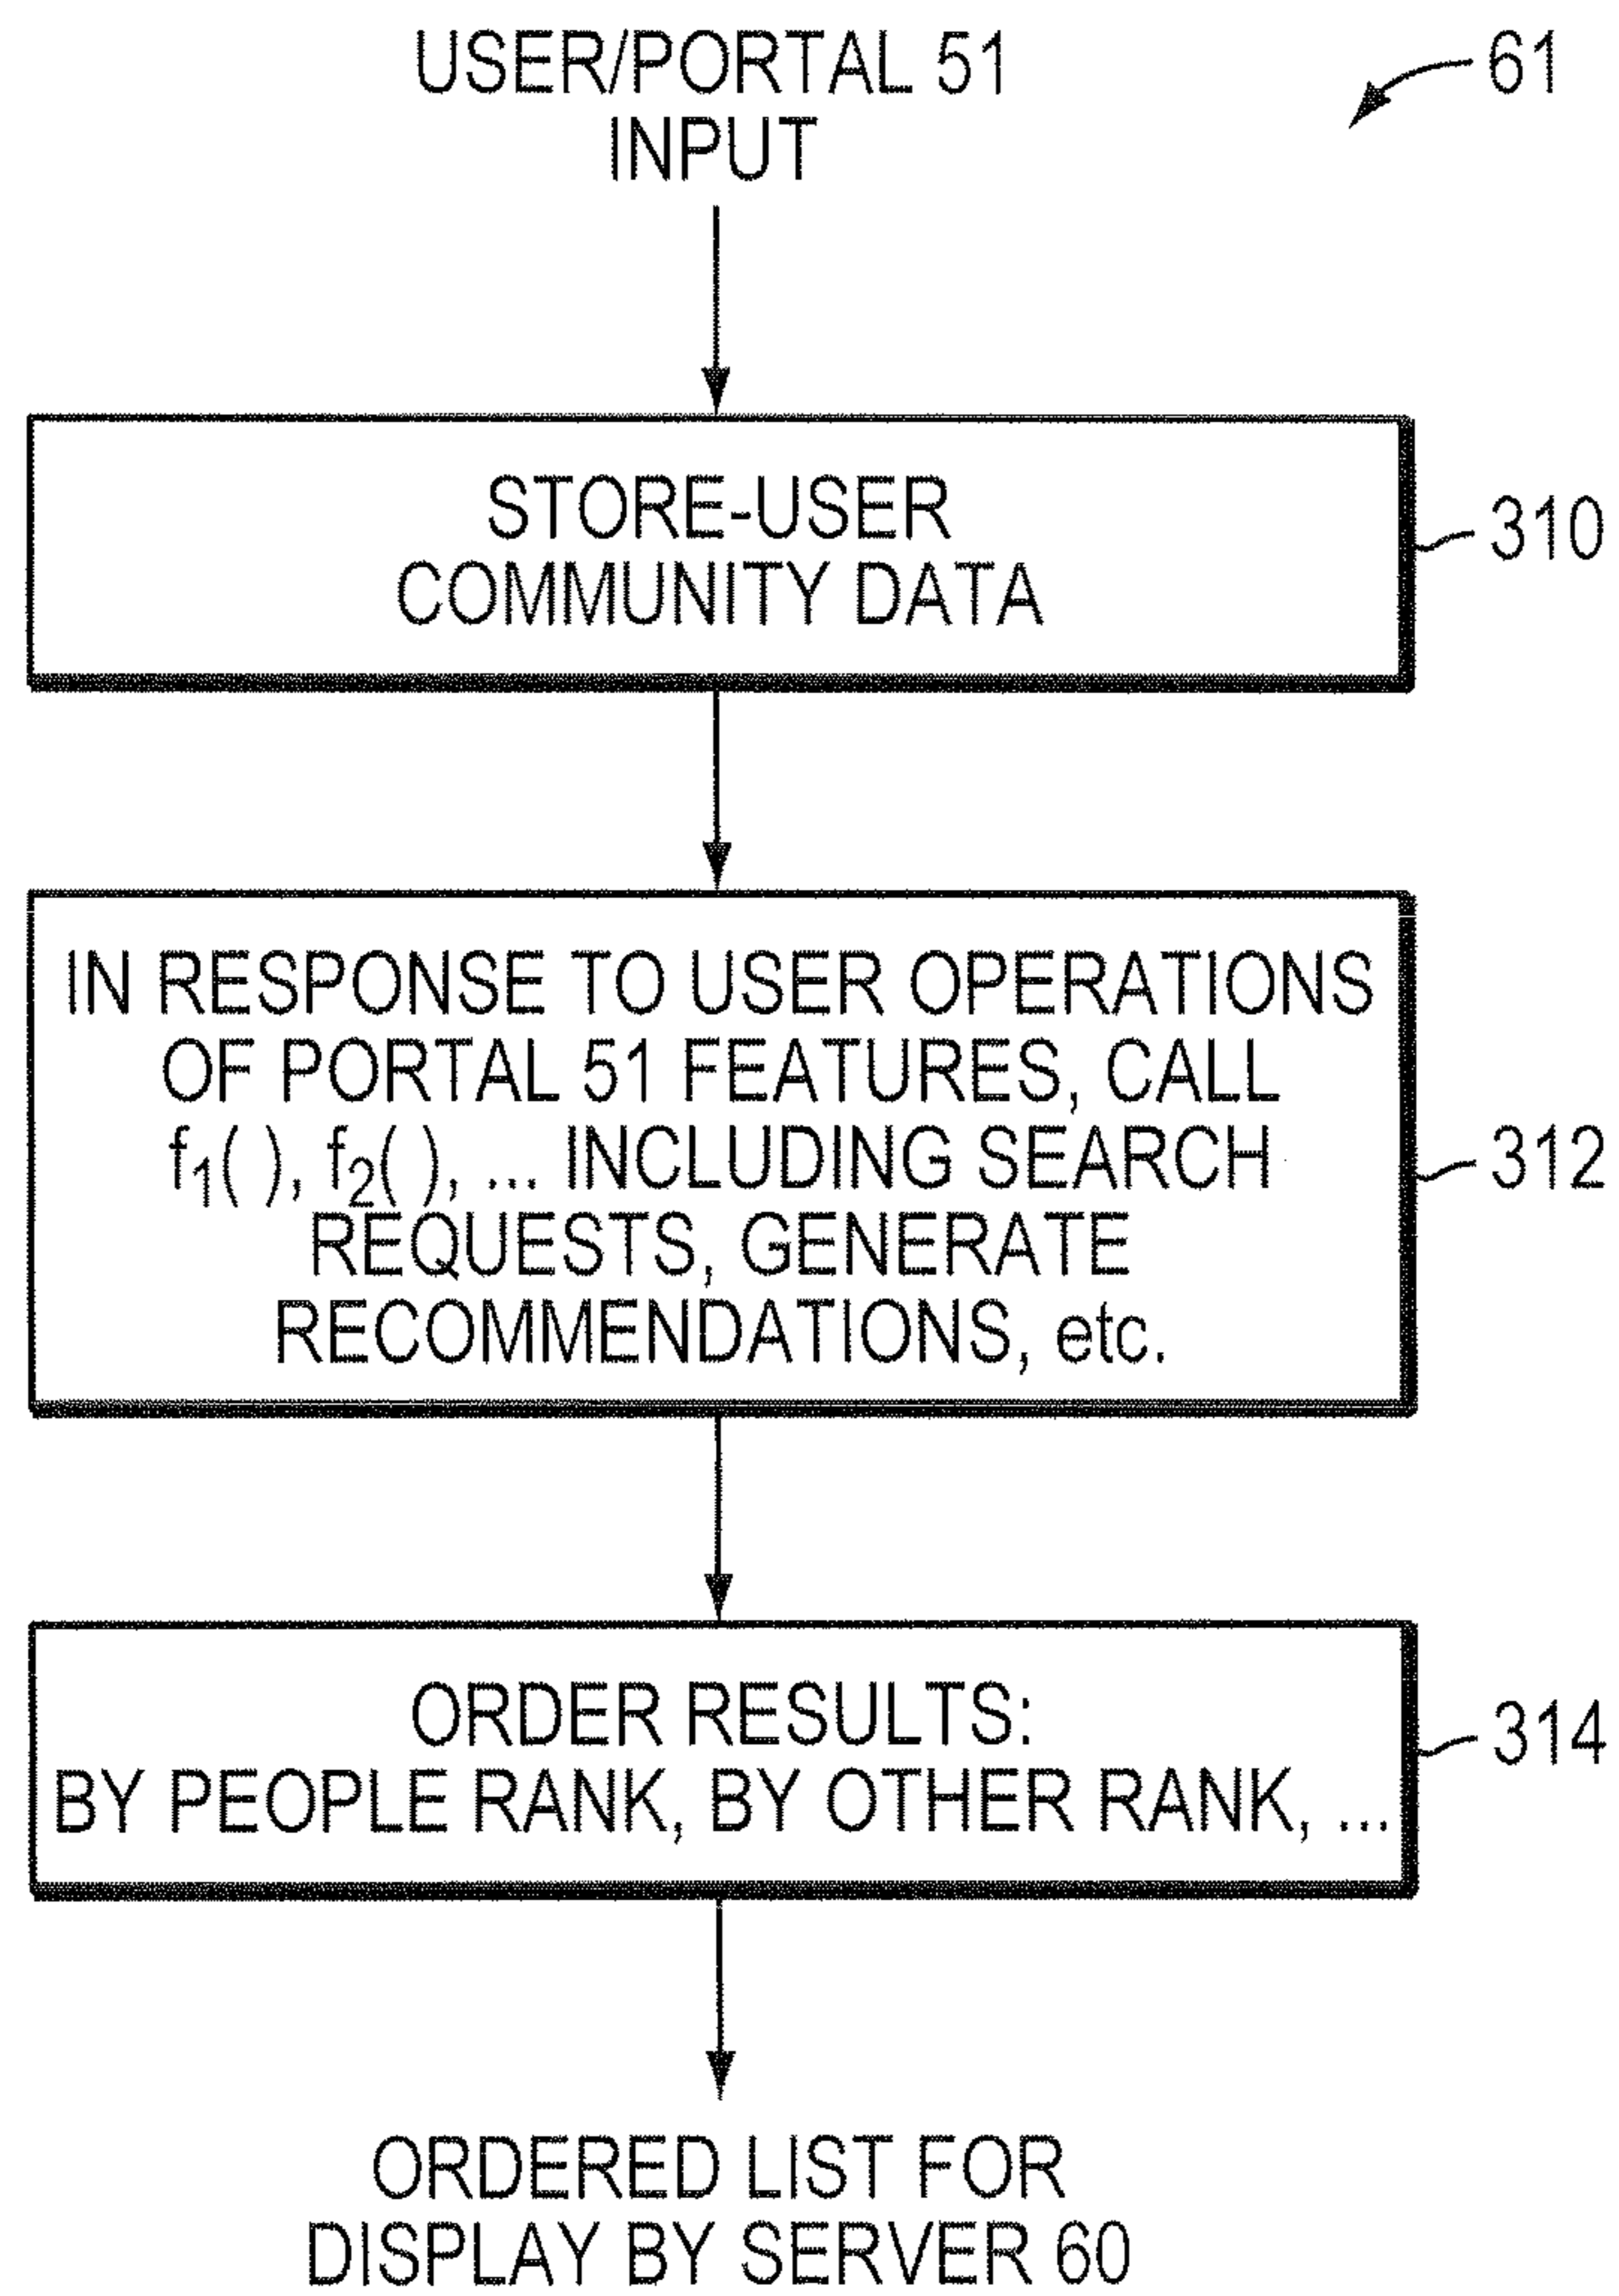 USER/PORTAL 51
INPUT
61
STORE-USER
COMMUNITY DATA
310
IN RESPONSE TO USER OPERATIONS
OF PORTAL 51 FEATURES, CALL
f₁( ), f₂( ), ... INCLUDING SEARCH
REQUESTS, GENERATE
RECOMMENDATIONS, etc.
312
ORDER RESULTS:
BY PEOPLE RANK, BY OTHER RANK, ...
314
ORDERED LIST FOR
DISPLAY BY SERVER 60